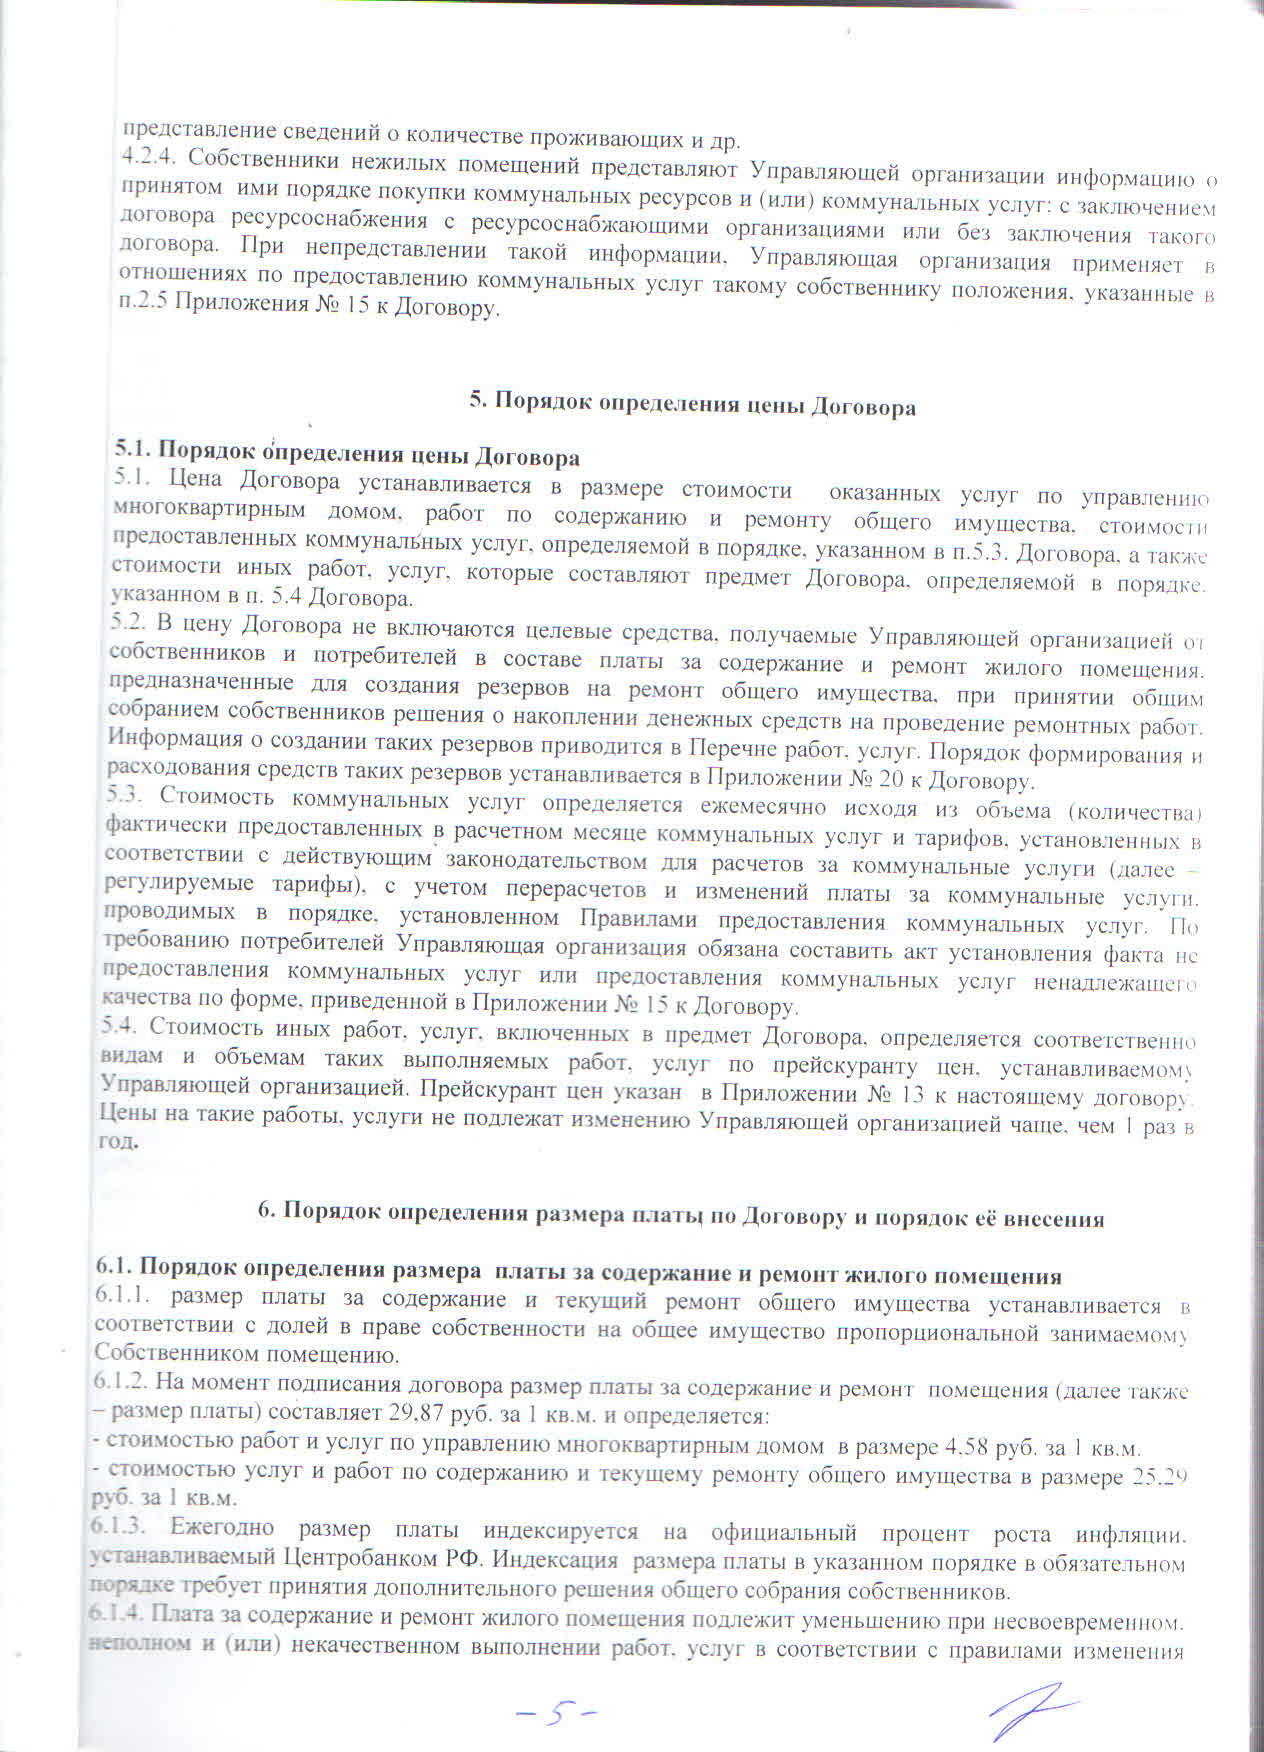 представление сведений о количестве проживающих и др.
4.2.4. Собственники нежилых помещений представляют Управляющей организации информацию о
принятом ими порядке покупки коммунальных ресурсов и (или) коммунальных услуг: с заключением
договора ресурсоснабжения с ресурсоснабжающими организациями или без заключения такого
договора. При непредставлении такой информации, Управляющая организация применяет в
отношениях по предоставлению коммунальных услуг такому собственнику положения, указанные в
п.2.5 Приложения № 15 к Договору.
5. Порядок определения цены Договора
5.1. Порядок определения цены Договора
5.1. Цена Договора устанавливается в размере стоимости оказанных услуг по управлению
многоквартирным домом, работ по содержанию и ремонту общего имущества, стоимости
предоставленных коммунальных услуг, определяемой в порядке, указанном в п.5.3. Договора, а также
стоимости иных работ, услуг, которые составляют предмет Договора, определяемой в порядке,
указанном в п. 5.4 Договора.
5.2. В цену Договора не включаются целевые средства, получаемые Управляющей организацией от
собственников и потребителей в составе платы за содержание и ремонт жилого помещения,
предназначенные для создания резервов на ремонт общего имущества, при принятии общим
собранием собственников решения о накоплении денежных средств на проведение ремонтных работ.
Информация о создании таких резервов приводится в Перечне работ, услуг. Порядок формирования и
расходования средств таких резервов устанавливается в Приложении № 20 к Договору.
5.3. Стоимость коммунальных услуг определяется ежемесячно исходя из объема (количества)
фактически предоставленных в расчетном месяце коммунальных услуг и тарифов, установленных в
соответствии с действующим законодательством для расчетов за коммунальные услуги (далее –
регулируемые тарифы), с учетом перерасчетов и изменений платы за коммунальные услуги,
проводимых в порядке, установленном Правилами предоставления коммунальных услуг. По
требованию потребителей Управляющая организация обязана составить акт установления факта не
предоставления коммунальных услуг или предоставления коммунальных услуг ненадлежащего
качества по форме, приведенной в Приложении № 15 к Договору.
5.4. Стоимость иных работ, услуг, включенных в предмет Договора, определяется соответственно
видам и объемам таких выполняемых работ, услуг по прейскуранту цен, устанавливаемому
Управляющей организацией. Прейскурант цен указан в Приложении № 13 к настоящему договору.
Цены на такие работы, услуги не подлежат изменению Управляющей организацией чаще, чем 1 раз в
год.
6. Порядок определения размера платы по Договору и порядок её внесения
6.1. Порядок определения размера платы за содержание и ремонт жилого помещения
6.1.1. размер платы за содержание и текущий ремонт общего имущества устанавливается в
соответствии с долей в праве собственности на общее имущество пропорциональной занимаемому
Собственником помещению.
6.1.2. На момент подписания договора размер платы за содержание и ремонт помещения (далее также
– размер платы) составляет 29,87 руб. за 1 кв.м. и определяется:
- стоимостью работ и услуг по управлению многоквартирным домом в размере 4,58 руб. за 1 кв.м.
- стоимостью услуг и работ по содержанию и текущему ремонту общего имущества в размере 25,29
руб. за 1 кв.м.
6.1.3. Ежегодно размер платы индексируется на официальный процент роста инфляции,
устанавливаемый Центробанком РФ. Индексация размера платы в указанном порядке в обязательном
порядке требует принятия дополнительного решения общего собрания собственников.
6.1.4. Плата за содержание и ремонт жилого помещения подлежит уменьшению при несвоевременном,
неполном и (или) некачественном выполнении работ, услуг в соответствии с правилами изменения
- 5 -